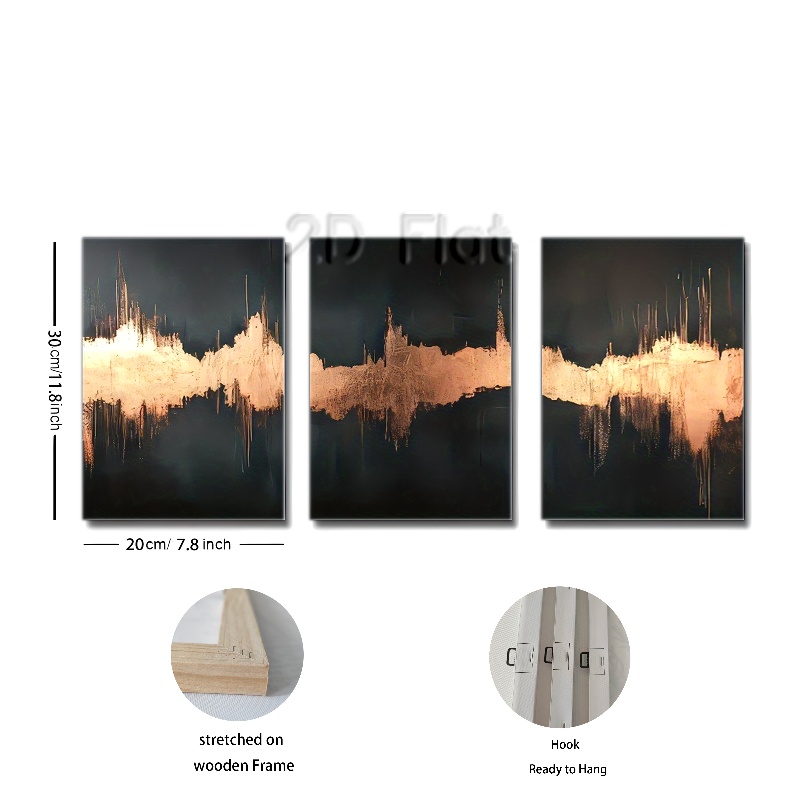 2D Flat
30cm/11.8inch
20cm/ 7.8 inch
stretched on
wooden Frame
Hook
Ready to Hang